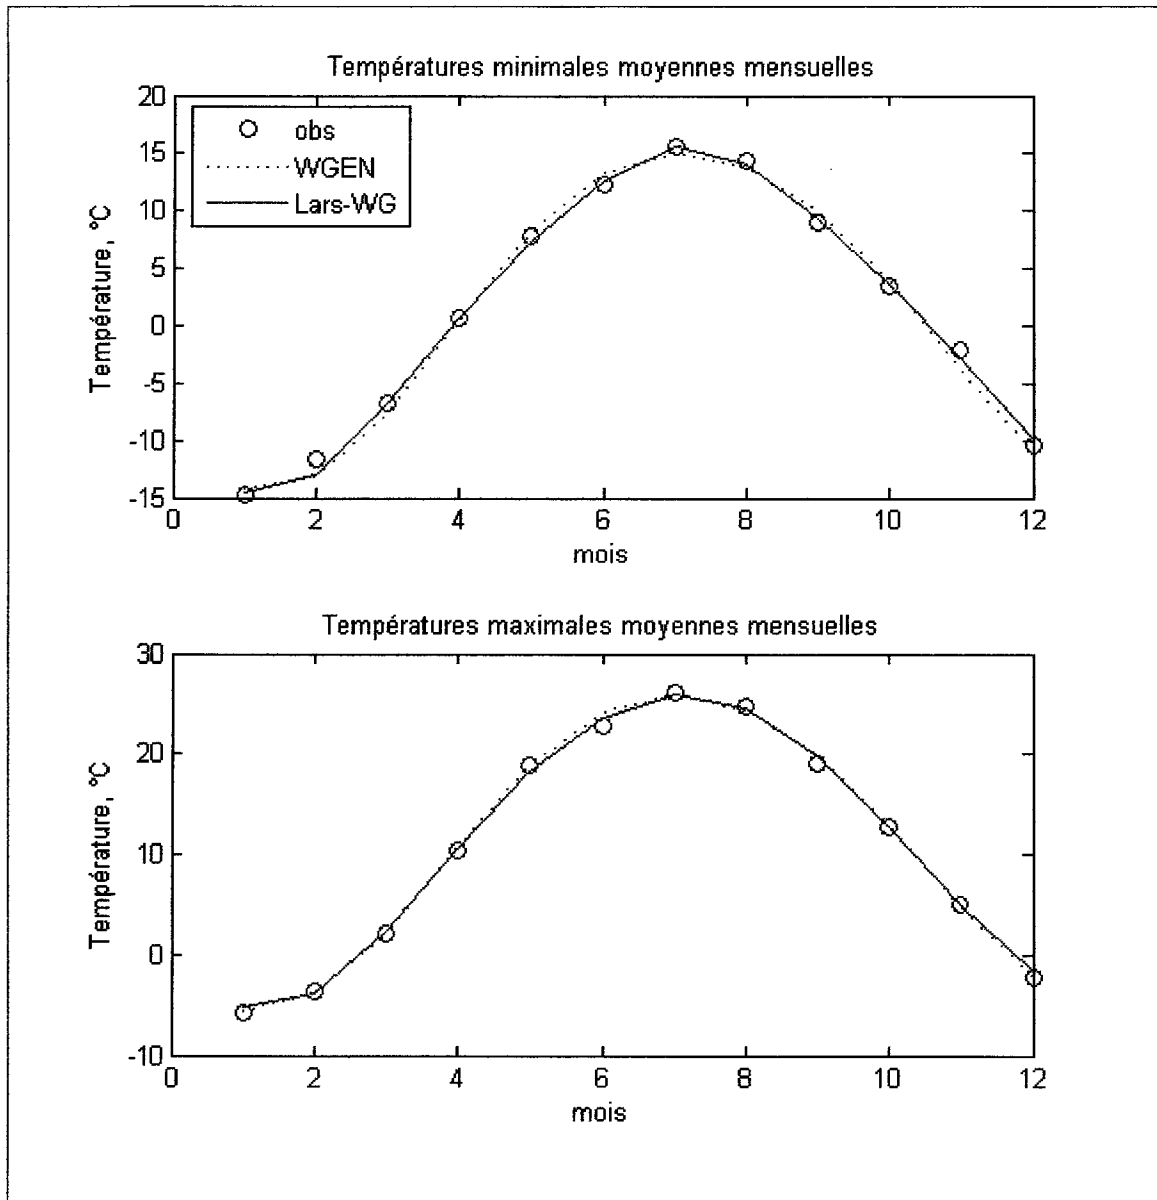 Températures minimales moyennes mensuelles
20
15
10
5
0
-5
-10
-15
Température, °C
obs
WGEN
Lars-WG
0 2 4 6 8 10 12
mois
Températures maximales moyennes mensuelles
30
20
10
0
-10
Température, °C
0 2 4 6 8 10 12
mois